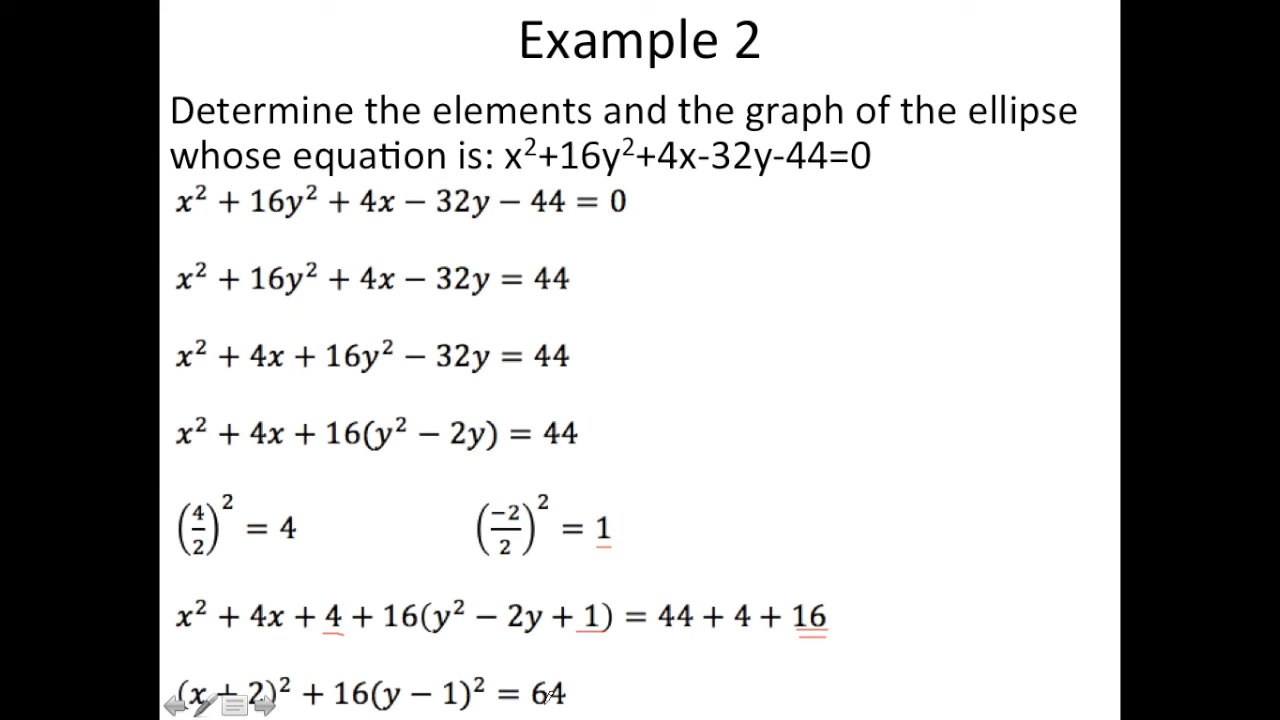 Example 2
Determine the elements and the graph of the ellipse
whose equation is: x²+16y²+4x-32y-44=0
x² + 16y² + 4x − 32y − 44 = 0
x² + 16y² + 4x − 32y = 44
x² + 4x + 16y² − 32y = 44
x² + 4x + 16(y² − 2y) = 44
(4/2)² = 4 (−2/2)² = 1
x² + 4x + 4 + 16(y² − 2y + 1) = 44 + 4 + 16
(x + 2)² + 16(y − 1)² = 64